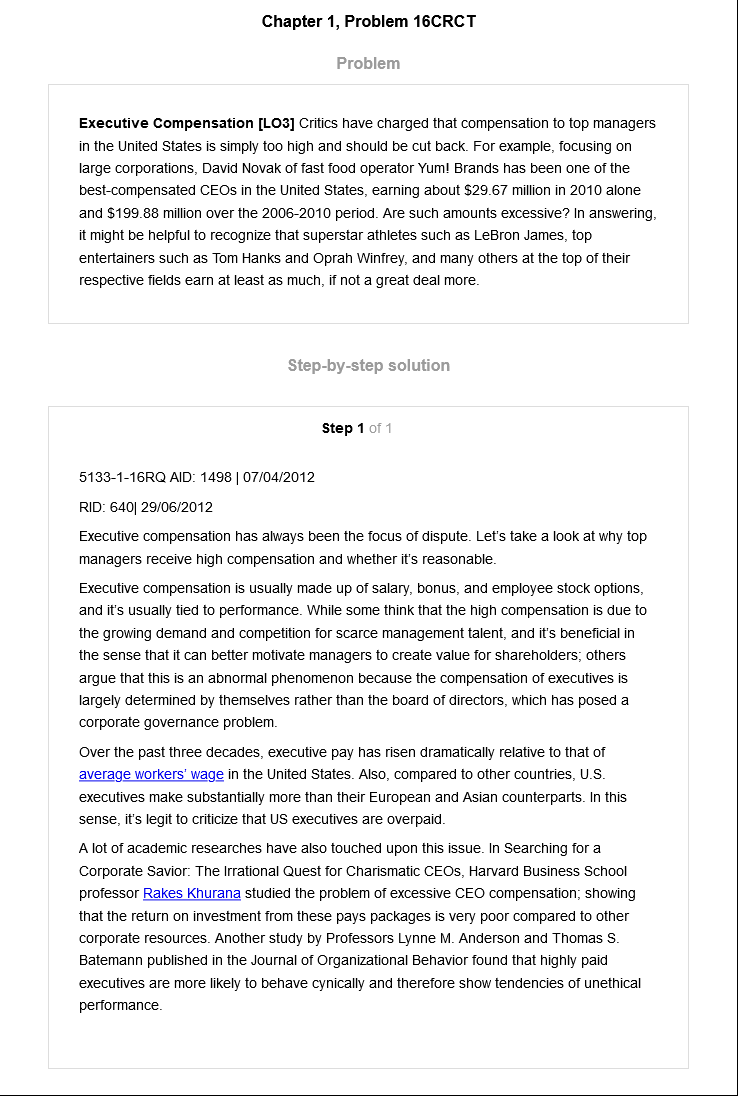 Chapter 1, Problem 16CRCT
Problem
Executive Compensation [LO3] Critics have charged that compensation to top managers
in the United States is simply too high and should be cut back. For example, focusing on
large corporations, David Novak of fast food operator Yum! Brands has been one of the
best-compensated CEOs in the United States, earning about $29.67 million in 2010 alone
and $199.88 million over the 2006-2010 period. Are such amounts excessive? In answering,
it might be helpful to recognize that superstar athletes such as LeBron James, top
entertainers such as Tom Hanks and Oprah Winfrey, and many others at the top of their
respective fields earn at least as much, if not a great deal more.
Step-by-step solution
Step 1 of 1
5133-1-16RQ AID: 1498 | 07/04/2012
RID: 640| 29/06/2012
Executive compensation has always been the focus of dispute. Let’s take a look at why top
managers receive high compensation and whether it’s reasonable.
Executive compensation is usually made up of salary, bonus, and employee stock options,
and it’s usually tied to performance. While some think that the high compensation is due to
the growing demand and competition for scarce management talent, and it’s beneficial in
the sense that it can better motivate managers to create value for shareholders; others
argue that this is an abnormal phenomenon because the compensation of executives is
largely determined by themselves rather than the board of directors, which has posed a
corporate governance problem.
Over the past three decades, executive pay has risen dramatically relative to that of
average workers’ wage in the United States. Also, compared to other countries, U.S.
executives make substantially more than their European and Asian counterparts. In this
sense, it’s legit to criticize that US executives are overpaid.
A lot of academic researches have also touched upon this issue. In Searching for a
Corporate Savior: The Irrational Quest for Charismatic CEOs, Harvard Business School
professor Rakes Khurana studied the problem of excessive CEO compensation; showing
that the return on investment from these pays packages is very poor compared to other
corporate resources. Another study by Professors Lynne M. Anderson and Thomas S.
Batemann published in the Journal of Organizational Behavior found that highly paid
executives are more likely to behave cynically and therefore show tendencies of unethical
performance.